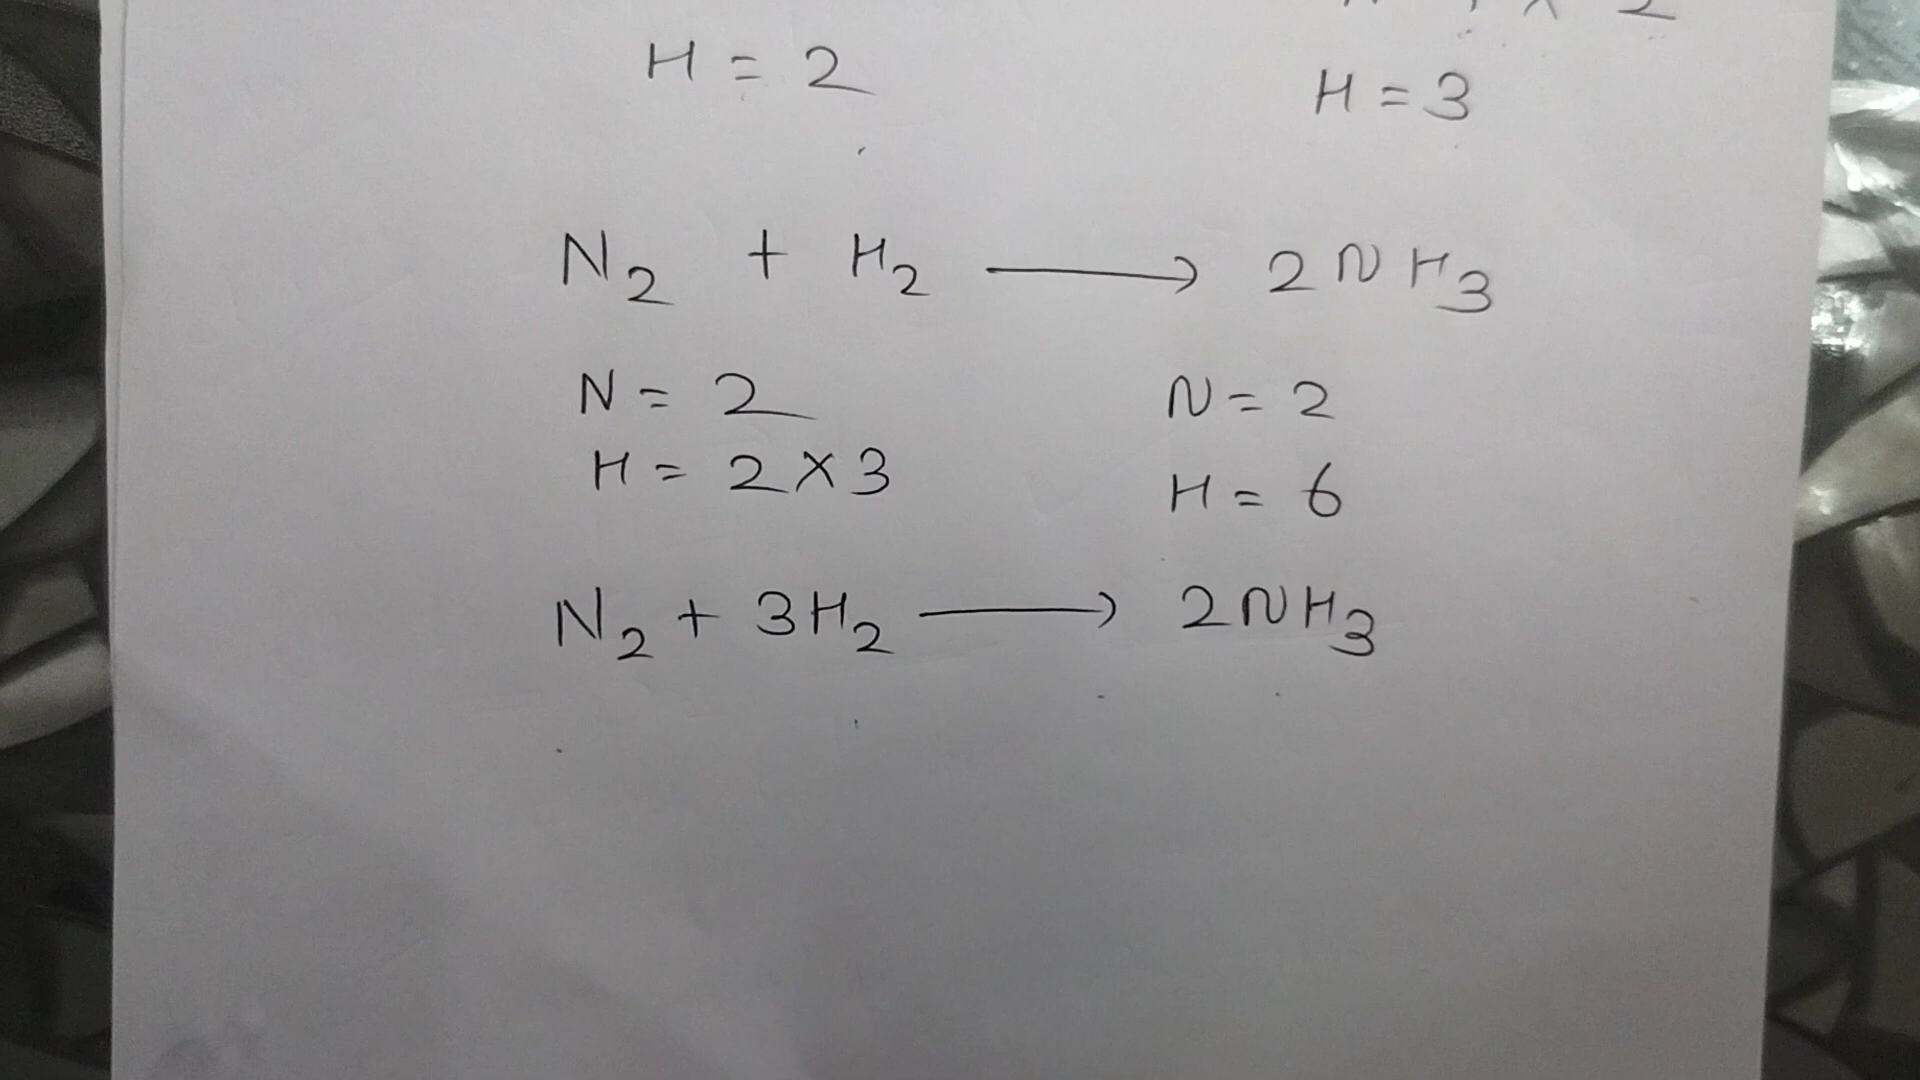 H = 2 H = 3
N₂ + H₂ ⟶ 2NH₃
N = 2 N = 2
H = 2×3 H = 6
N₂ + 3H₂ ⟶ 2NH₃